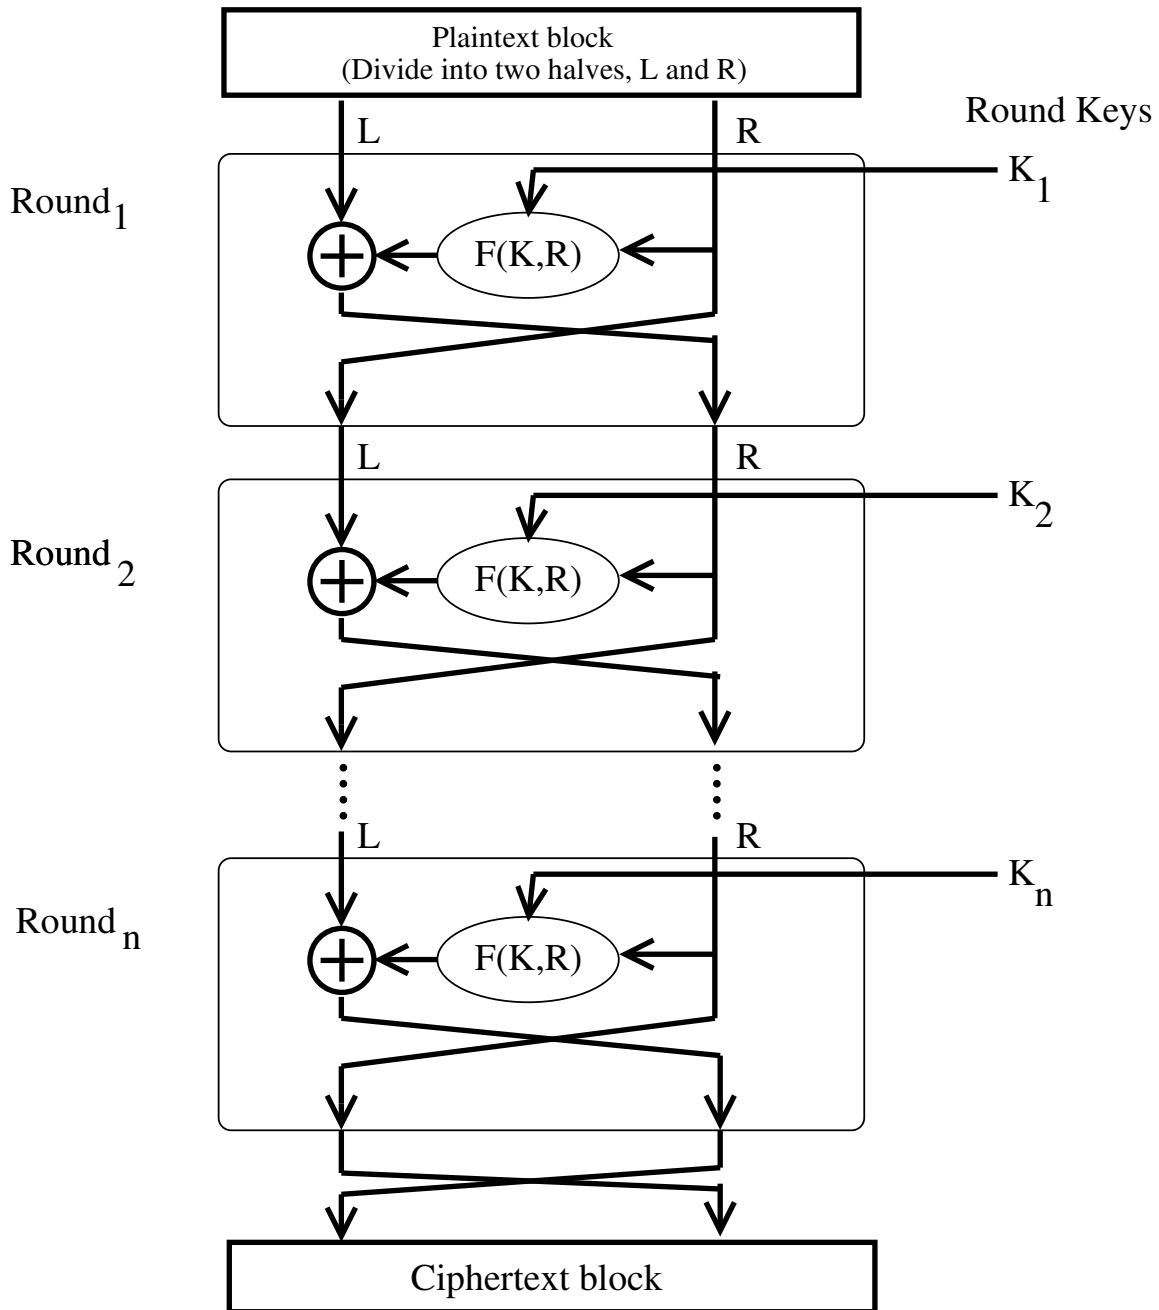 Plaintext block
(Divide into two halves, L and R)
Round Keys
L
R
K1
Round1
F(K,R)
L
R
K2
Round2
F(K,R)
L
R
Kn
Roundn
F(K,R)
Ciphertext block